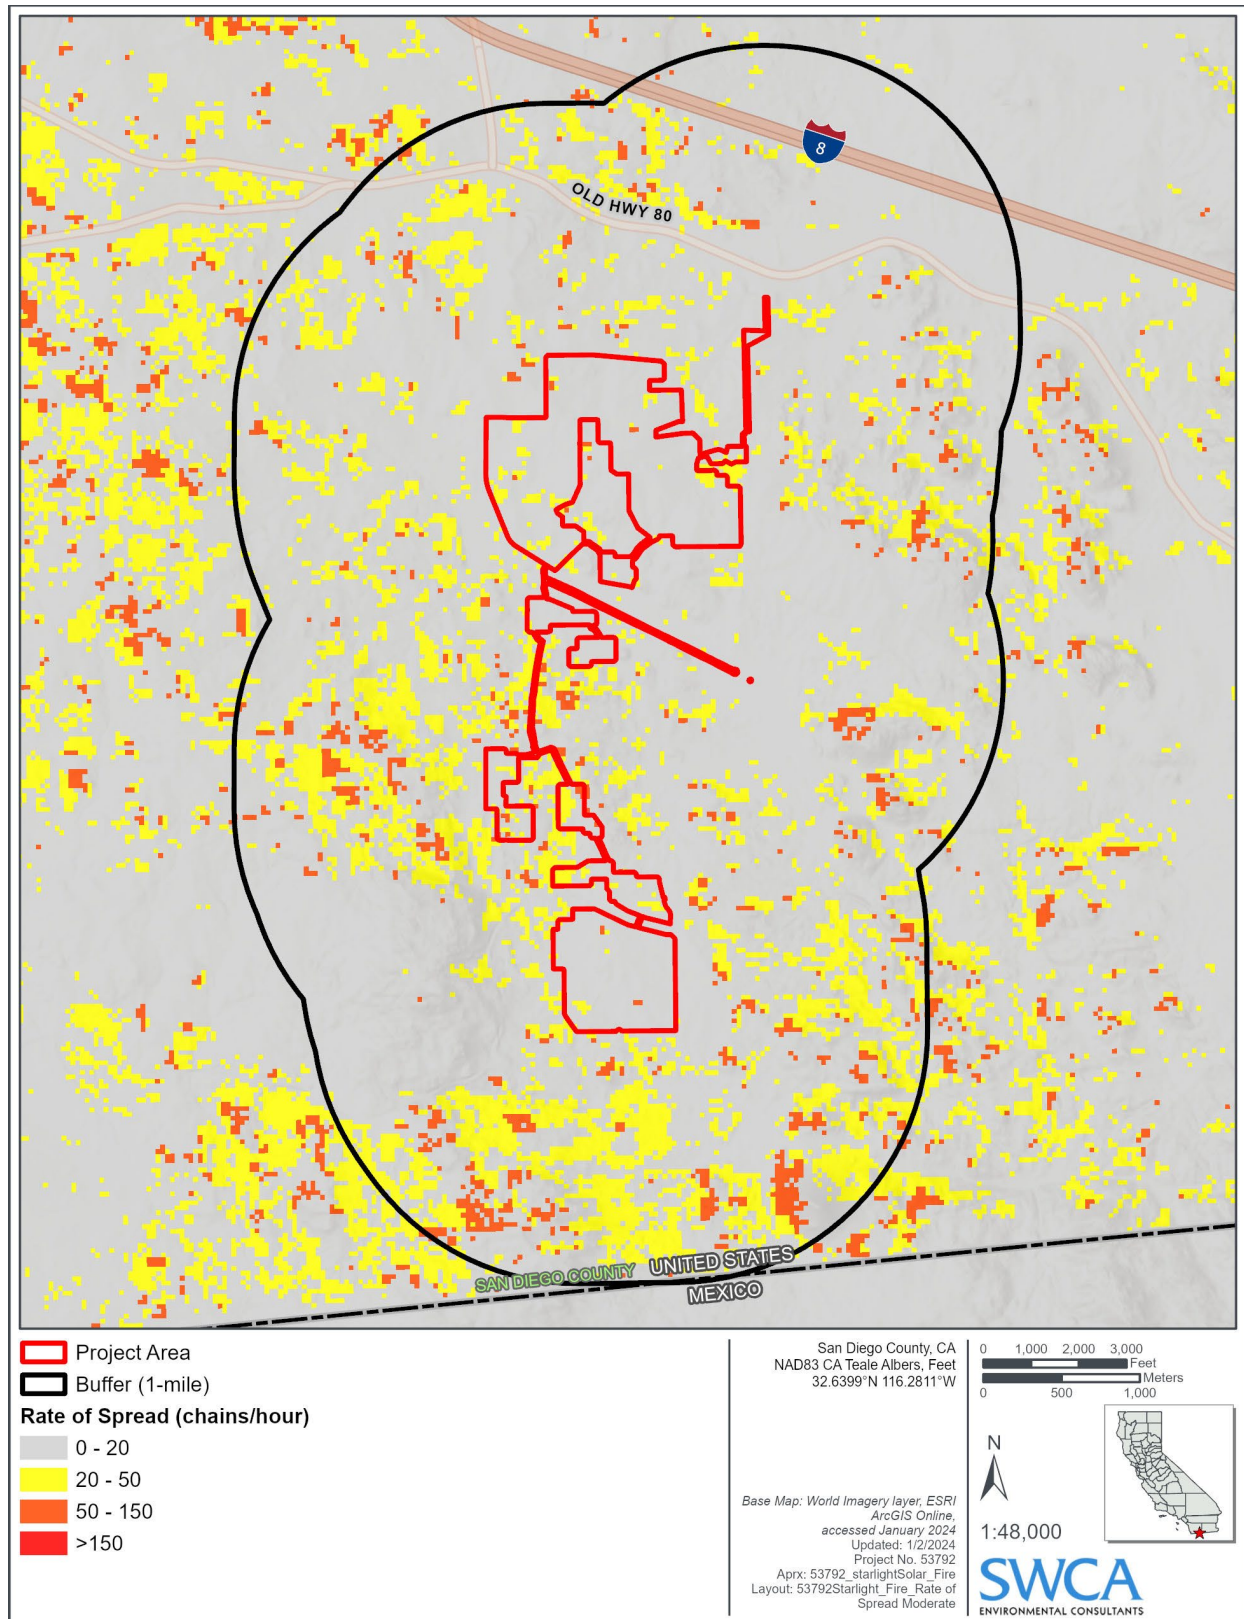 8
OLD HWY 80
SAN DIEGO COUNTY
UNITED STATES
MEXICO
Project Area
Buffer (1-mile)
Rate of Spread (chains/hour)
0 - 20
20 - 50
50 - 150
>150
San Diego County, CA
NAD83 CA Teale Albers, Feet
32.6399°N 116.2811°W
Base Map: World Imagery layer, ESRI
ArcGIS Online,
accessed January 2024
Updated: 1/2/2024
Project No. 53792
Aprx: 53792_starlightSolar_Fire
Layout: 53792Starlight_Fire_Rate of
Spread Moderate
0 1,000 2,000 3,000
Feet
Meters
0 500 1,000
N
1:48,000
SWCA
ENVIRONMENTAL CONSULTANTS